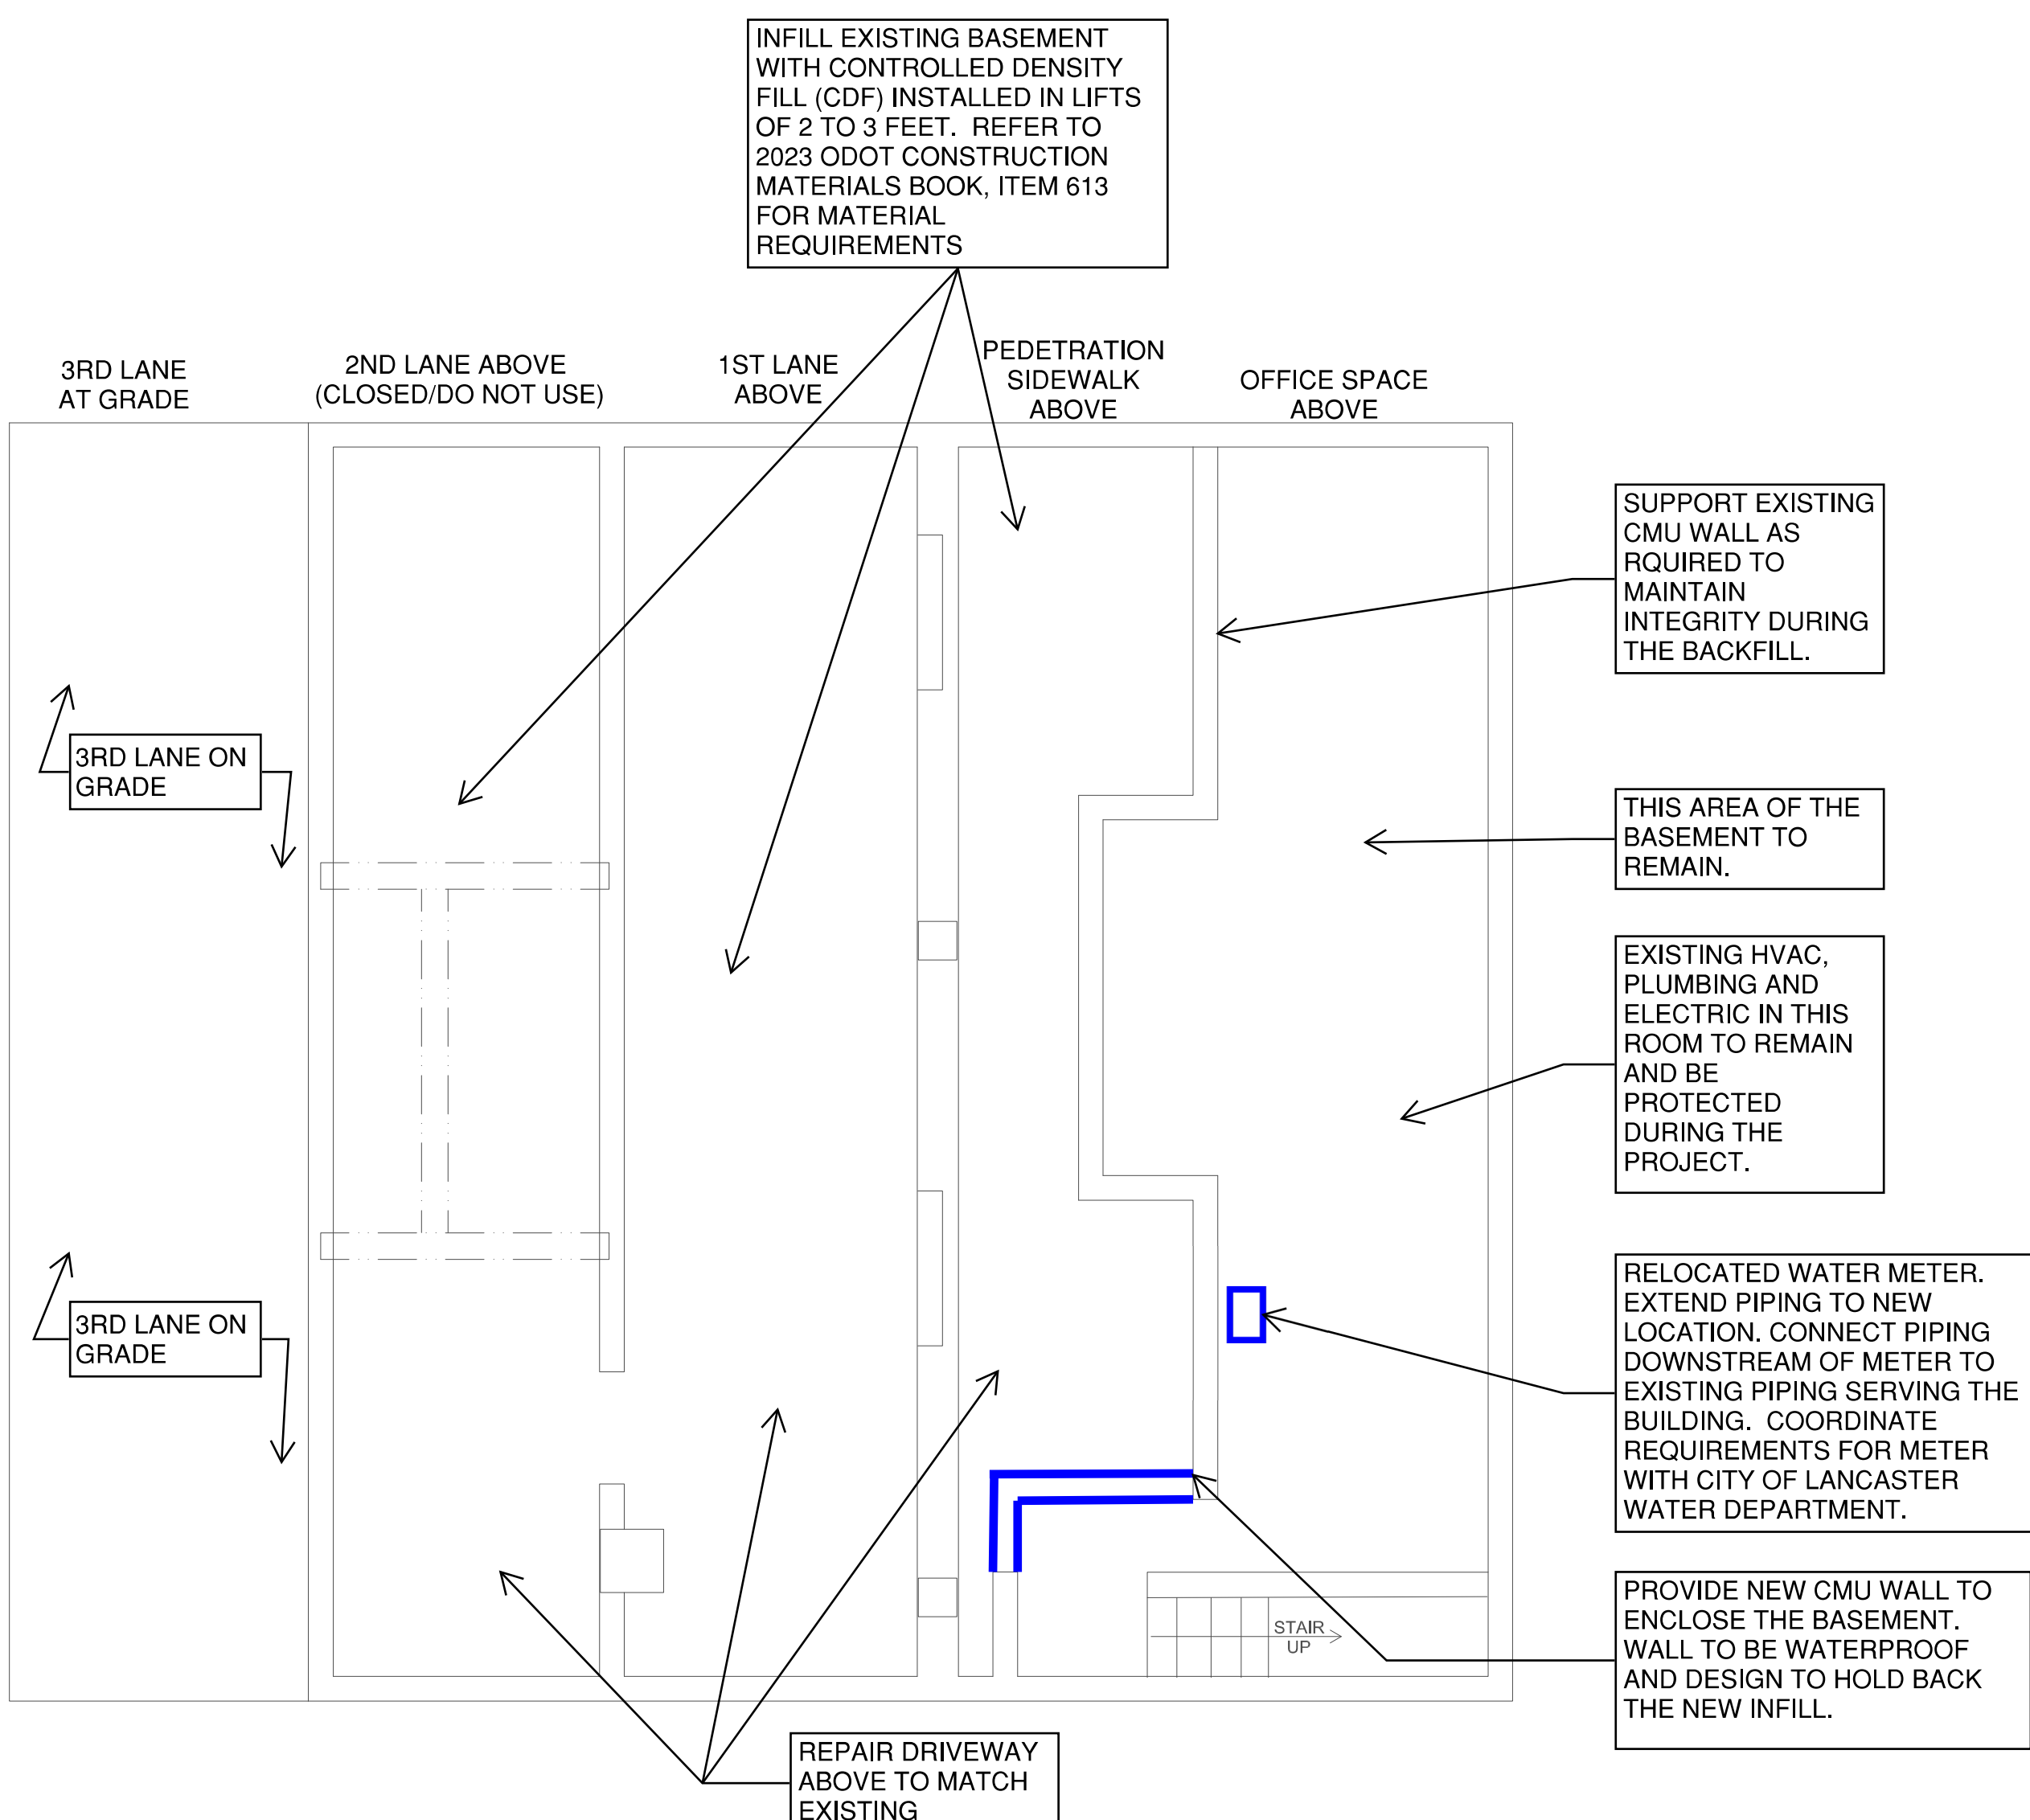 INFILL EXISTING BASEMENT
WITH CONTROLLED DENSITY
FILL (CDF) INSTALLED IN LIFTS
OF 2 TO 3 FEET.  REFER TO
2023 ODOT CONSTRUCTION
MATERIALS BOOK, ITEM 613
FOR MATERIAL
REQUIREMENTS
3RD LANE
AT GRADE
2ND LANE ABOVE
(CLOSED/DO NOT USE)
1ST LANE
ABOVE
PEDETRATION
SIDEWALK
ABOVE
OFFICE SPACE
ABOVE
SUPPORT EXISTING
CMU WALL AS
RQUIRED TO
MAINTAIN
INTEGRITY DURING
THE BACKFILL.
3RD LANE ON
GRADE
THIS AREA OF THE
BASEMENT TO
REMAIN.
EXISTING HVAC,
PLUMBING AND
ELECTRIC IN THIS
ROOM TO REMAIN
AND BE
PROTECTED
DURING THE
PROJECT.
3RD LANE ON
GRADE
RELOCATED WATER METER.
EXTEND PIPING TO NEW
LOCATION. CONNECT PIPING
DOWNSTREAM OF METER TO
EXISTING PIPING SERVING THE
BUILDING.  COORDINATE
REQUIREMENTS FOR METER
WITH CITY OF LANCASTER
WATER DEPARTMENT.
STAIR
UP
PROVIDE NEW CMU WALL TO
ENCLOSE THE BASEMENT.
WALL TO BE WATERPROOF
AND DESIGN TO HOLD BACK
THE NEW INFILL.
REPAIR DRIVEWAY
ABOVE TO MATCH
EXISTING